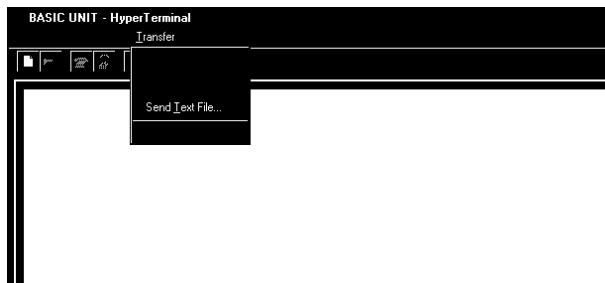 BASIC UNIT - HyperTerminal
Transfer
Send Text File...